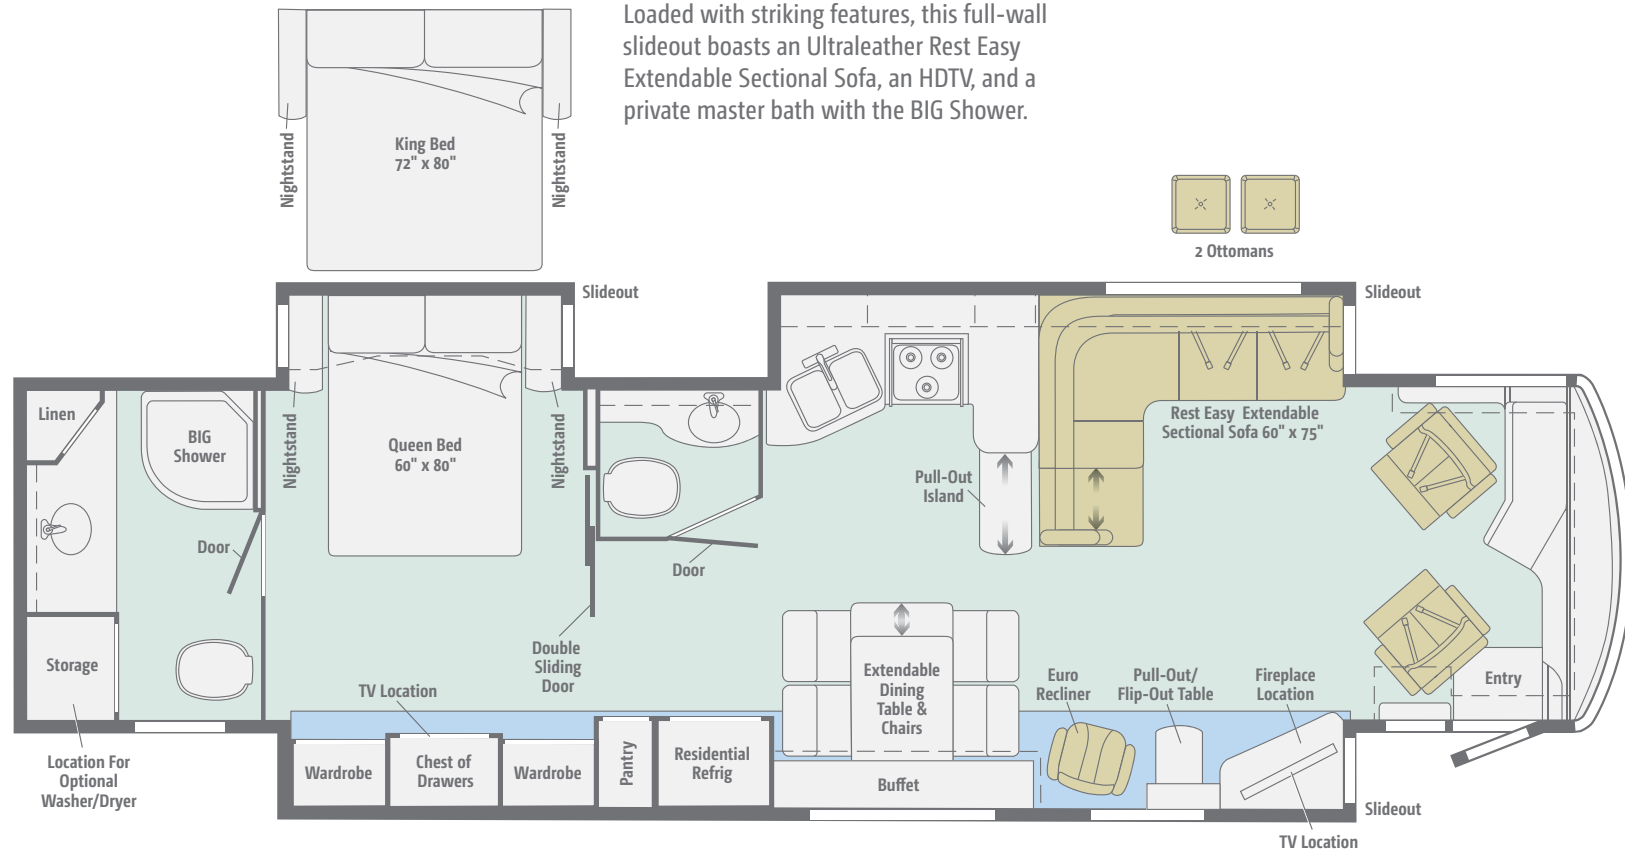 Loaded with striking features, this full-wall
slideout boasts an Ultraleather Rest Easy
Extendable Sectional Sofa, an HDTV, and a
private master bath with the BIG Shower.
King Bed
72" x 80"
Nightstand
Nightstand
2 Ottomans
Slideout
Slideout
Linen
BIG
Shower
Nightstand
Queen Bed
60" x 80"
Nightstand
Rest Easy Extendable
Sectional Sofa 60" x 75"
Pull-Out
Island
Door
Door
Storage
Double
Sliding
Door
TV Location
Extendable
Dining
Table &
Chairs
Euro
Recliner
Pull-Out/
Flip-Out Table
Fireplace
Location
Entry
Location For
Optional
Washer/Dryer
Wardrobe
Chest of
Drawers
Wardrobe
Pantry
Residential
Refrig
Buffet
Slideout
TV Location